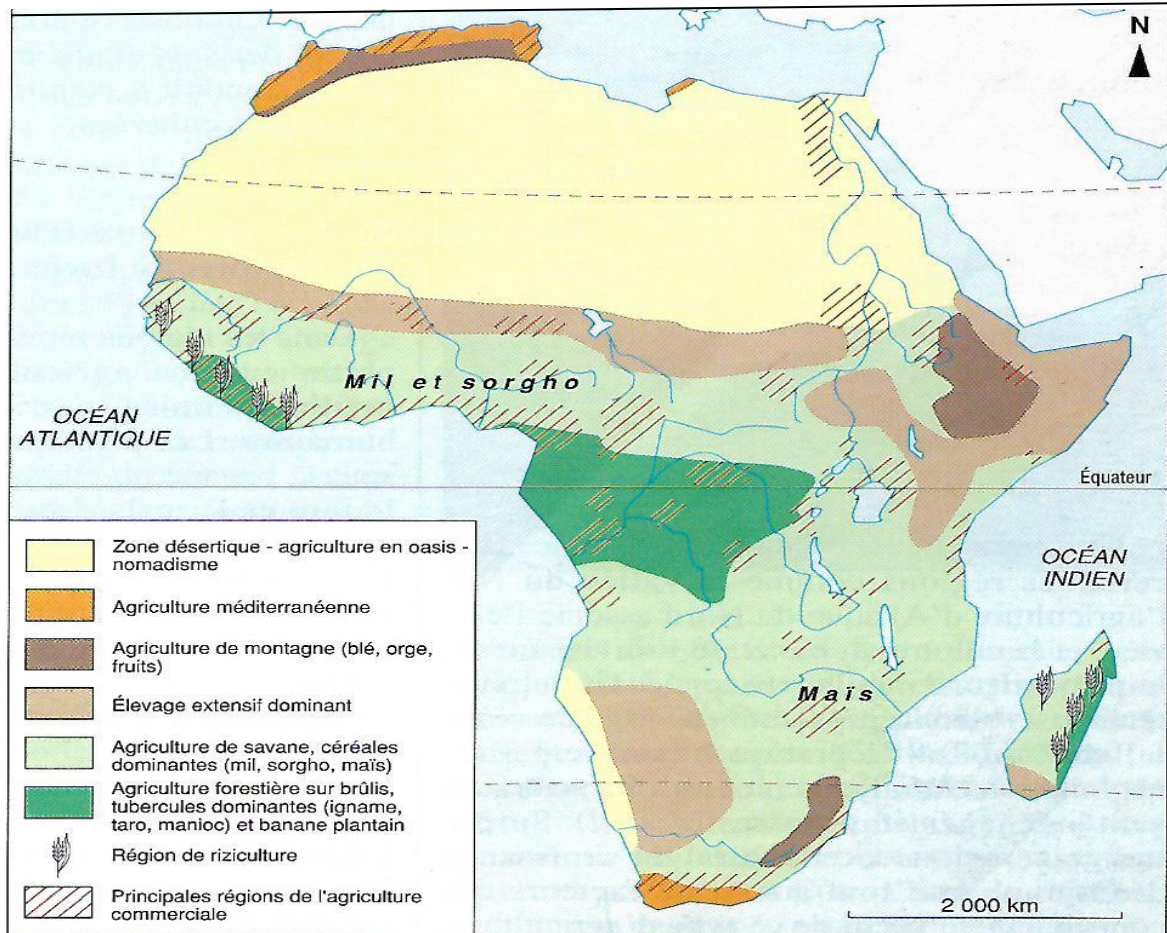 N
Mil et sorgho
OCÉAN
ATLANTIQUE
Équateur
OCÉAN
INDIEN
Maïs
Zone désertique - agriculture en oasis -
nomadisme
Agriculture méditerranéenne
Agriculture de montagne (blé, orge,
fruits)
Élevage extensif dominant
Agriculture de savane, céréales
dominantes (mil, sorgho, maïs)
Agriculture forestière sur brûlis,
tubercules dominantes (igname,
taro, manioc) et banane plantain
Région de riziculture
Principales régions de l'agriculture
commerciale
2 000 km